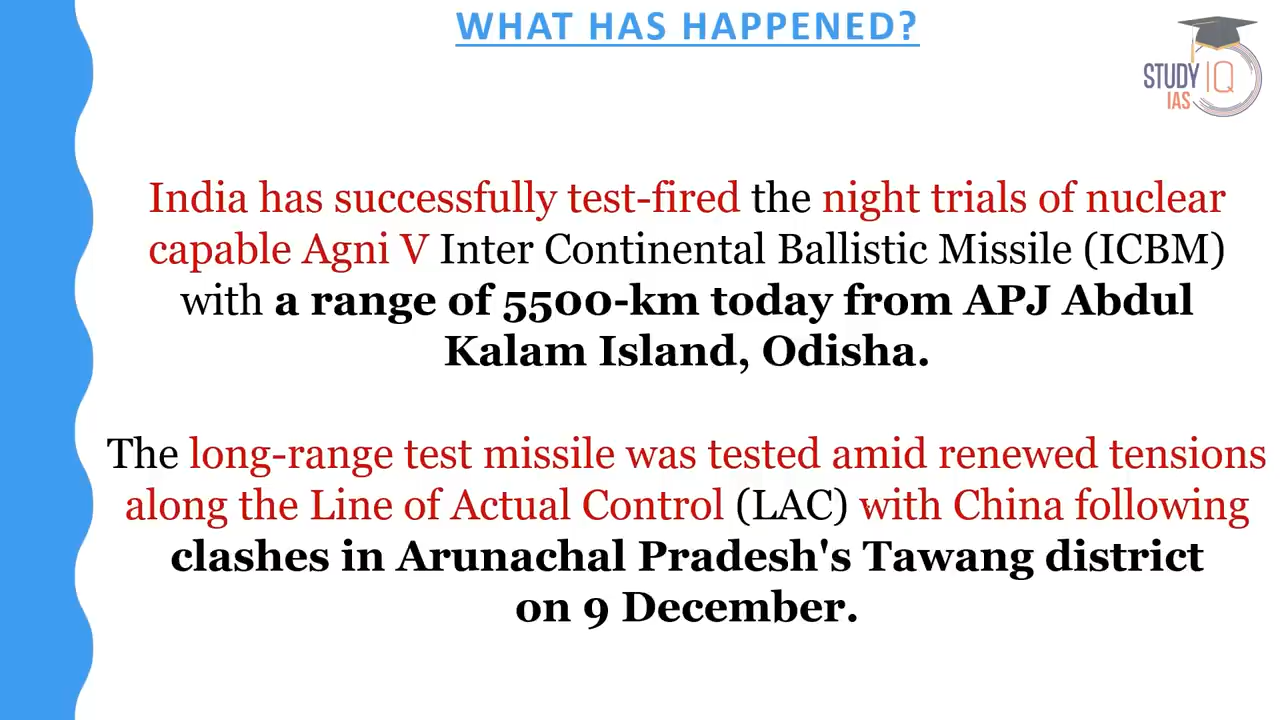 WHAT HAS HAPPENED?
STUDY IQ
IAS
India has successfully test-fired the night trials of nuclear
capable Agni V Inter Continental Ballistic Missile (ICBM)
with a range of 5500-km today from APJ Abdul
Kalam Island, Odisha.
The long-range test missile was tested amid renewed tensions
along the Line of Actual Control (LAC) with China following
clashes in Arunachal Pradesh's Tawang district
on 9 December.